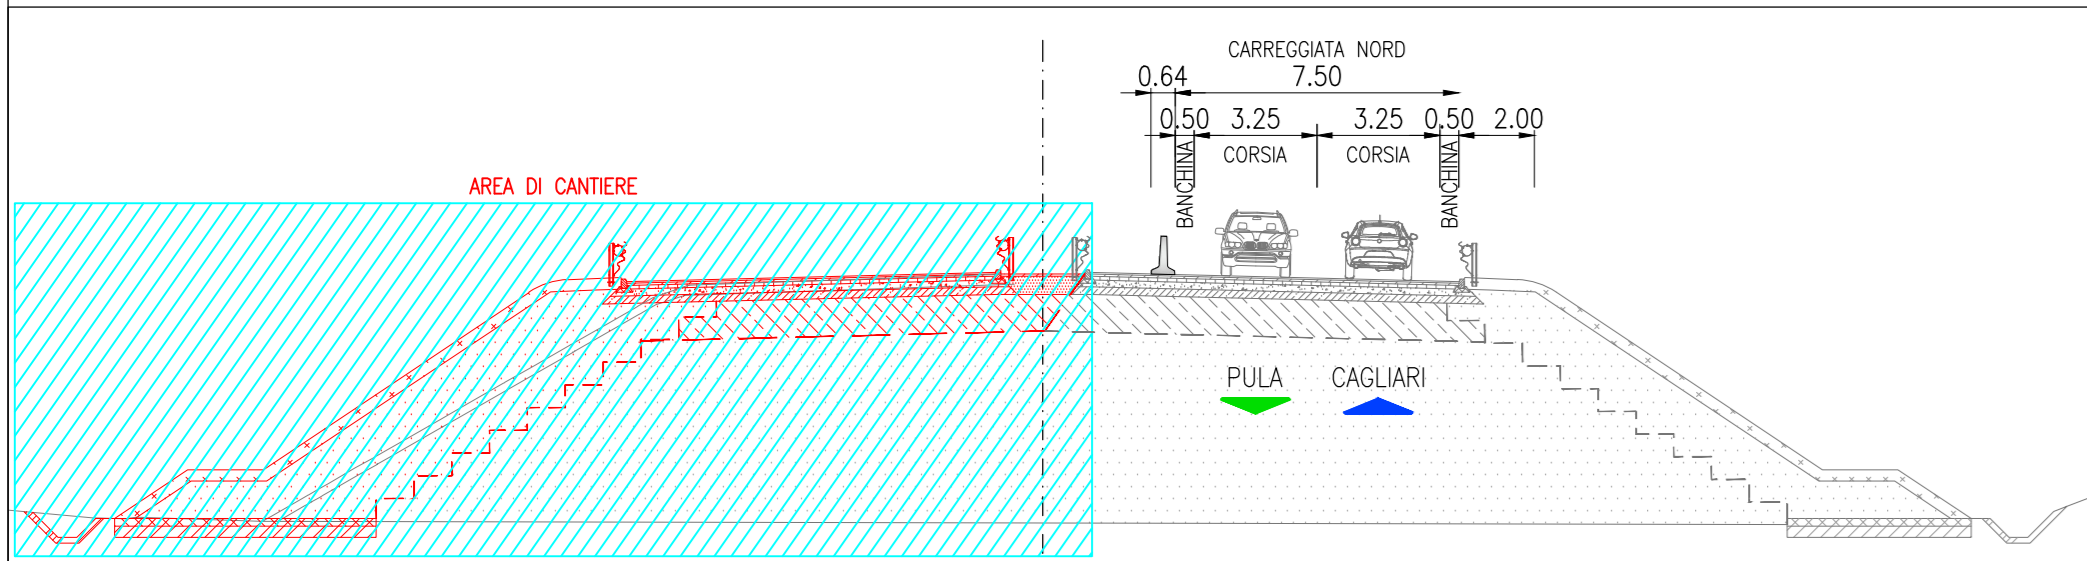 CARREGGIATA NORD
0.64 7.50
0.50 3.25 3.25 0.50 2.00
BANCHINA CORSIA CORSIA BANCHINA
AREA DI CANTIERE
PULA CAGLIARI